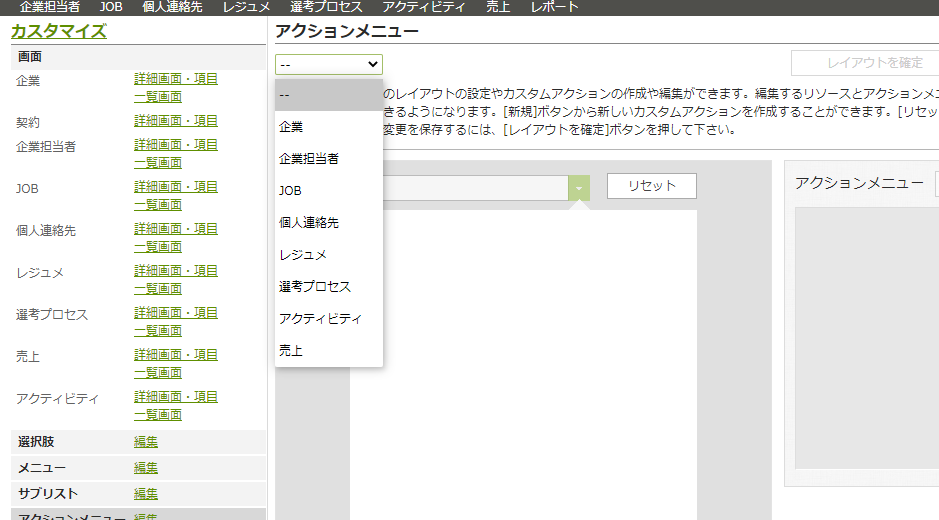 企業担当者 JOB 個人連絡先 レジュメ 選考プロセス アクティビティ 売上 レポート
カスタマイズ
画面
企業 詳細画面・項目
一覧画面
契約 詳細画面・項目
企業担当者 詳細画面・項目
一覧画面
JOB 詳細画面・項目
一覧画面
個人連絡先 詳細画面・項目
一覧画面
レジュメ 詳細画面・項目
一覧画面
選考プロセス 詳細画面・項目
一覧画面
売上 詳細画面・項目
一覧画面
アクティビティ 詳細画面・項目
一覧画面
選択肢 編集
メニュー 編集
サブリスト 編集
アクションメニュー 編集
アクションメニュー
--
レイアウトを確定
のレイアウトの設定やカスタムアクションの作成や編集ができます。編集するリソースとアクションメニ
きるようになります。[新規]ボタンから新しいカスタムアクションを作成することができます。[リセッ
変更を保存するには、[レイアウトを確定]ボタンを押して下さい。
--
企業
企業担当者
JOB
個人連絡先
レジュメ
選考プロセス
アクティビティ
売上
リセット
アクションメニュー